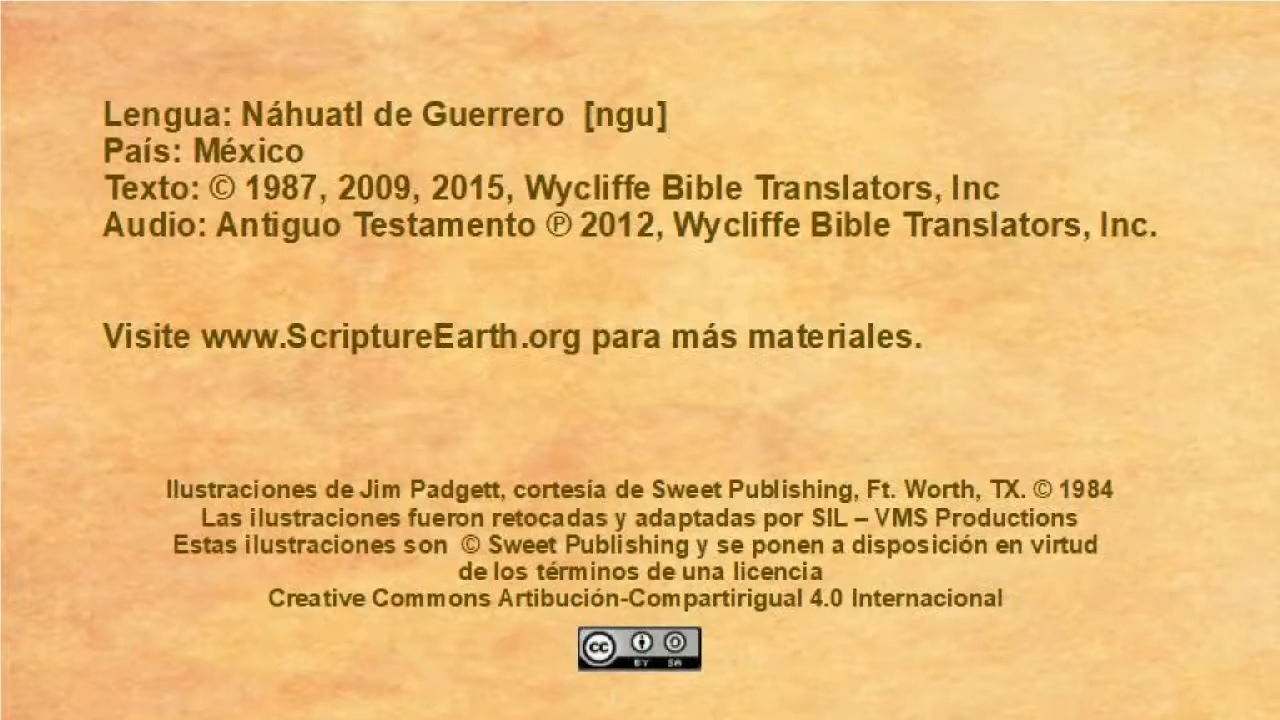 Lengua: Náhuatl de Guerrero [ngu]
País: México
Texto: © 1987, 2009, 2015, Wycliffe Bible Translators, Inc
Audio: Antiguo Testamento ℗ 2012, Wycliffe Bible Translators, Inc.
Visite www.ScriptureEarth.org para más materiales.
Ilustraciones de Jim Padgett, cortesía de Sweet Publishing, Ft. Worth, TX. © 1984
Las ilustraciones fueron retocadas y adaptadas por SIL – VMS Productions
Estas ilustraciones son © Sweet Publishing y se ponen a disposición en virtud
de los términos de una licencia
Creative Commons Artibución-Compartirigual 4.0 Internacional
cc BY SA